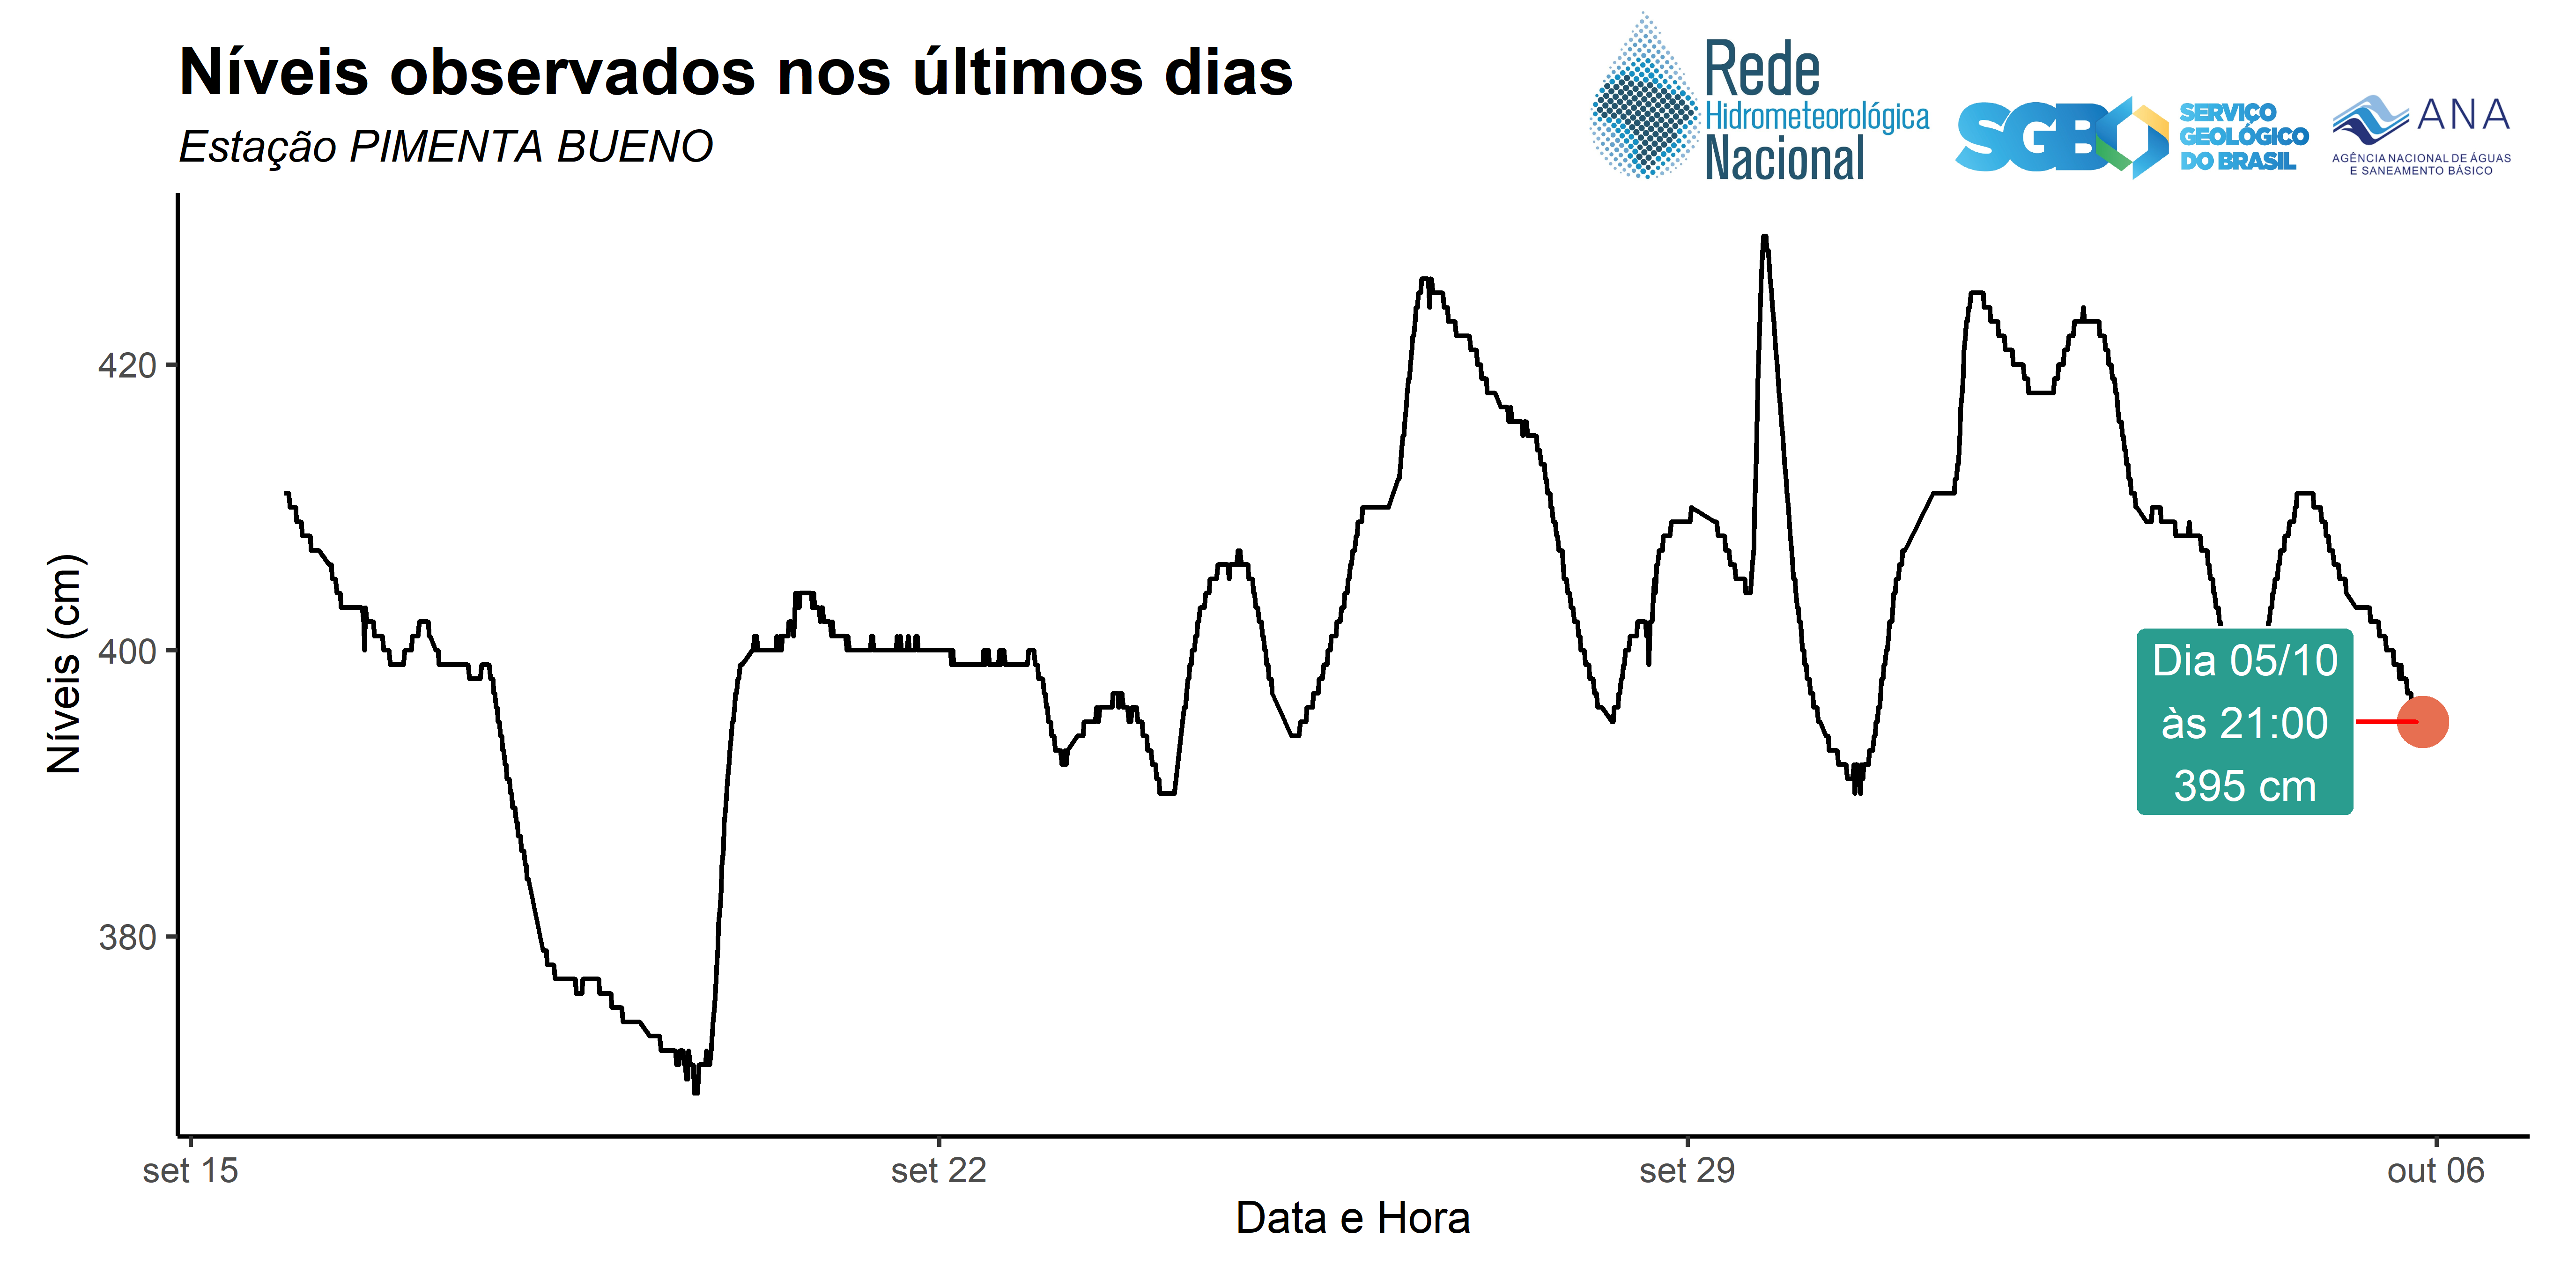 Níveis observados nos últimos dias
Estação PIMENTA BUENO
Rede
Hidrometeorológica
Nacional
SGB
SERVIÇO
GEOLÓGICO
DO BRASIL
ANA
AGÊNCIA NACIONAL DE ÁGUAS
E SANEAMENTO BÁSICO
Níveis (cm)
420
400
380
Dia 05/10
às 21:00
395 cm
set 15
set 22
set 29
out 06
Data e Hora